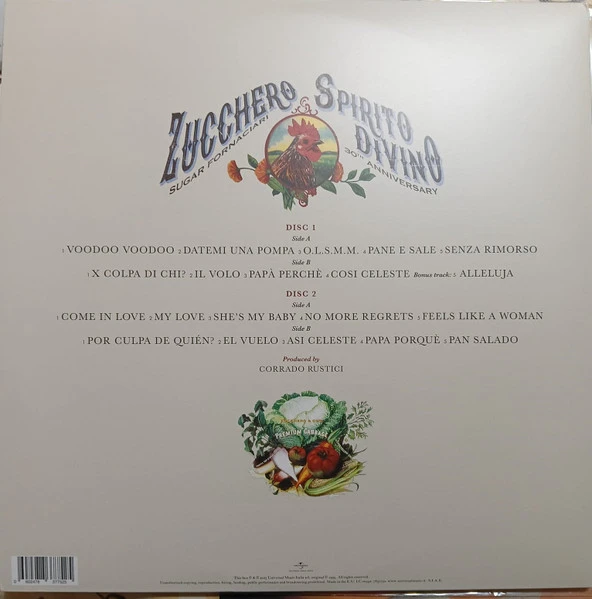 ZUCCHERO SPIRITO DIVINO
SUGAR FORNACIARI 30TH ANNIVERSARY
DISC 1
Side A
1 VOODOO VOODOO 2 DATEMI UNA POMPA 3 O.L.S.M.M. 4 PANE E SALE 5 SENZA RIMORSO
Side B
1 X COLPA DI CHI? 2 IL VOLO 3 PAPÀ PERCHÈ 4 COSI CELESTE Bonus track: 5 ALLELUJA
DISC 2
Side A
1 COME IN LOVE 2 MY LOVE 3 SHE'S MY BABY 4 NO MORE REGRETS 5 FEELS LIKE A WOMAN
Side B
1 POR CULPA DE QUIÉN? 2 EL VUELO 3 ASI CELESTE 4 PAPA PORQUÈ 5 PAN SALADO
Produced by
CORRADO RUSTICI
PREMIUM GARBAGE